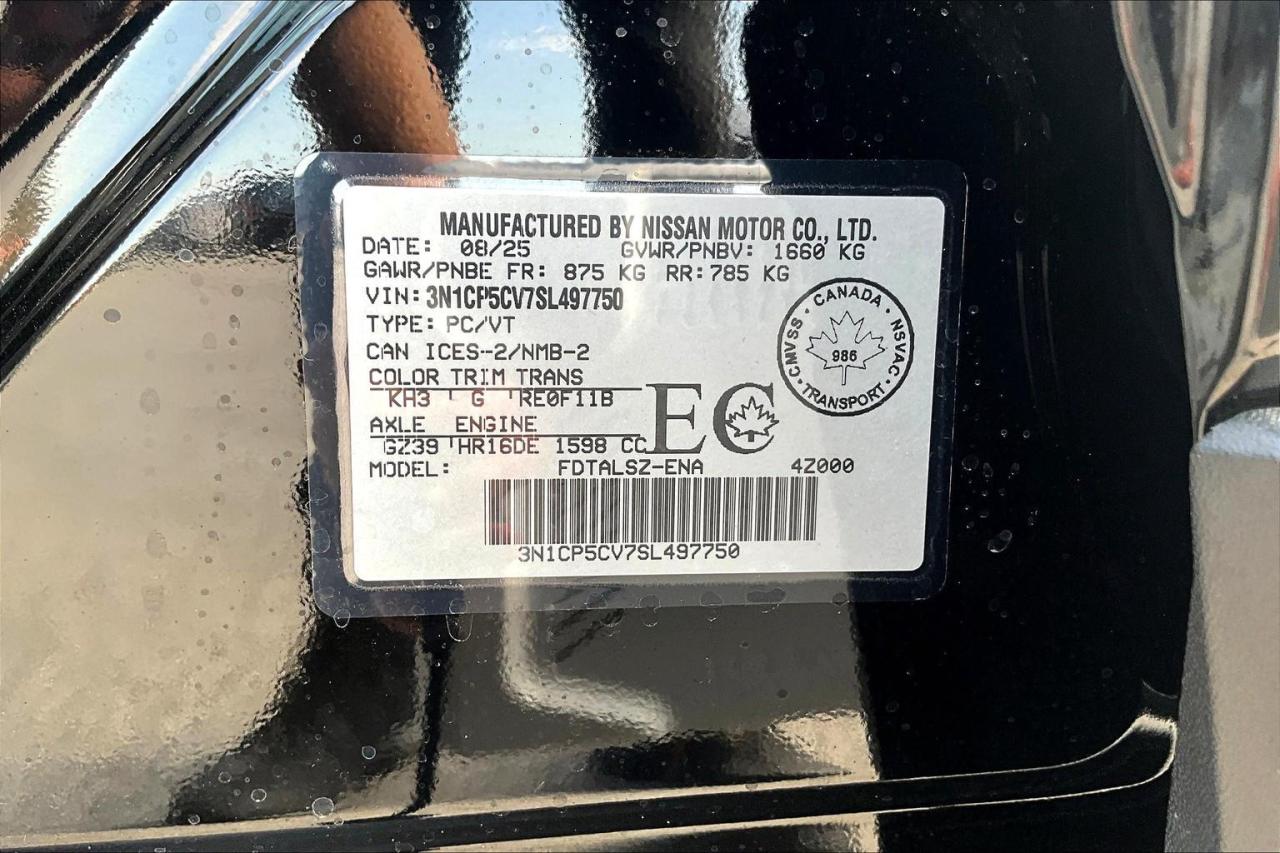 MANUFACTURED BY NISSAN MOTOR CO., LTD.
DATE: 08/25 GVWR/PNBV: 1660 KG
GAWR/PNBE FR: 875 KG RR:785 KG
VIN: 3N1CP5CV7SL497750
TYPE: PC/VT
CAN ICES-2/NMB-2
COLOR TRIM TRANS
KH3 G RE0F11B
AXLE ENGINE
GZ39 HR16DE 1598 CC
MODEL: FDTALSZ-ENA 4Z000
3N1CP5CV7SL497750
EC
CANADA · NSVAC · TRANSPORT · CMVSS ·
986